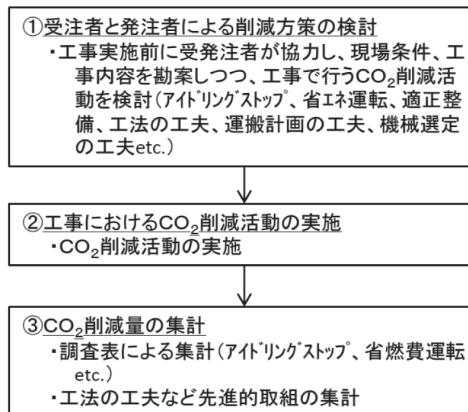 ①受注者と発注者による削減方策の検討
・工事実施前に受発注者が協力し、現場条件、工
事内容を勘案しつつ、工事で行うCO₂削減活
動を検討(ｱｲﾄﾞﾘﾝｸﾞｽﾄｯﾌﾟ、省エネ運転、適正整
備、工法の工夫、運搬計画の工夫、機械選定
の工夫etc.)
②工事におけるCO₂削減活動の実施
・CO₂削減活動の実施
③CO₂削減量の集計
・調査表による集計(ｱｲﾄﾞﾘﾝｸﾞｽﾄｯﾌﾟ、省燃費運転
etc.)
・工法の工夫など先進的取組の集計